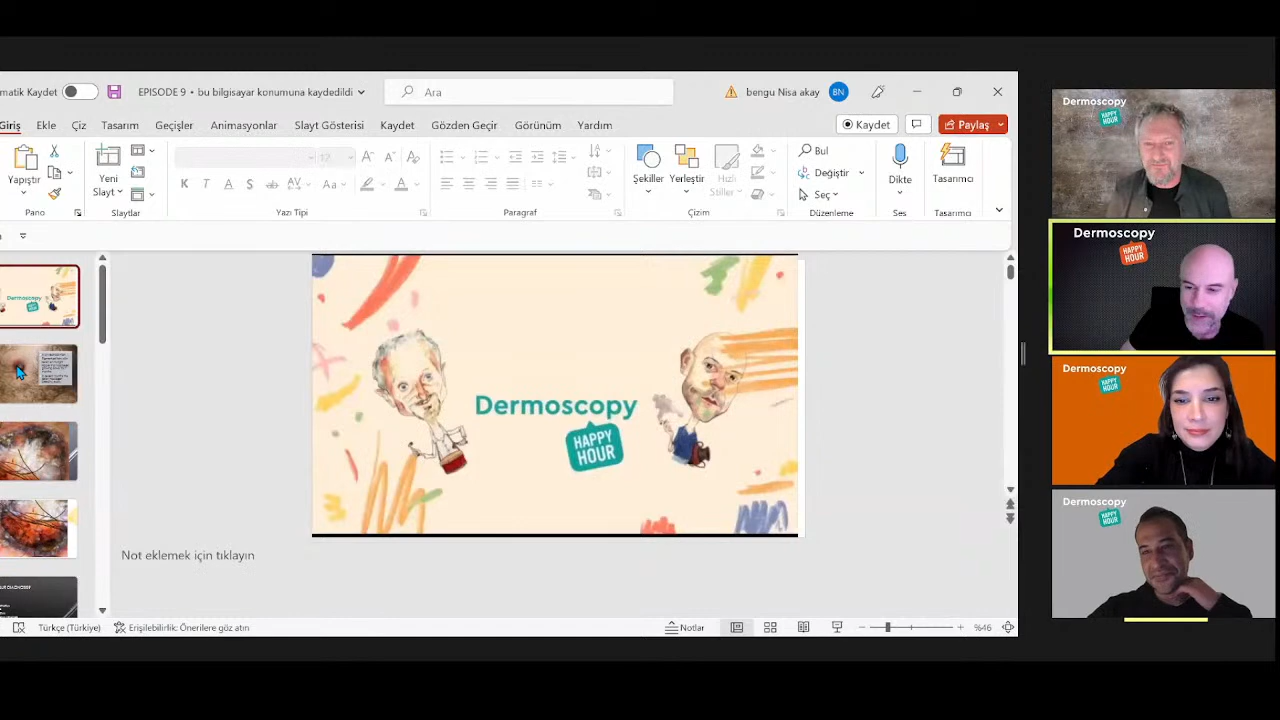 matik Kaydet
EPISODE 9 • bu bilgisayar konumuna kaydedildi
Ara
bengu Nisa akay
BN
Giriş
Ekle
Çiz
Tasarım
Geçişler
Animasyonlar
Slayt Gösterisi
Kaydet
Gözden Geçir
Görünüm
Yardım
Kaydet
Paylaş
Yapıştır
Yeni
Slayt
12
Bul
Değiştir
Seç
Şekiller
Yerleştir
Hızlı
Stiller
Dikte
Tasarımcı
Pano
Slaytlar
Yazı Tipi
Paragraf
Çizim
Düzenleme
Ses
Tasarımcı
Dermoscopy
Dermoscopy
HAPPY
HOUR
Not eklemek için tıklayın
Türkçe (Türkiye)
Erişilebilirlik: Önerilere göz atın
Notlar
%46
Dermoscopy
HAPPY
HOUR
Dermoscopy
HAPPY
HOUR
Dermoscopy
HAPPY
HOUR
Dermoscopy
HAPPY
HOUR